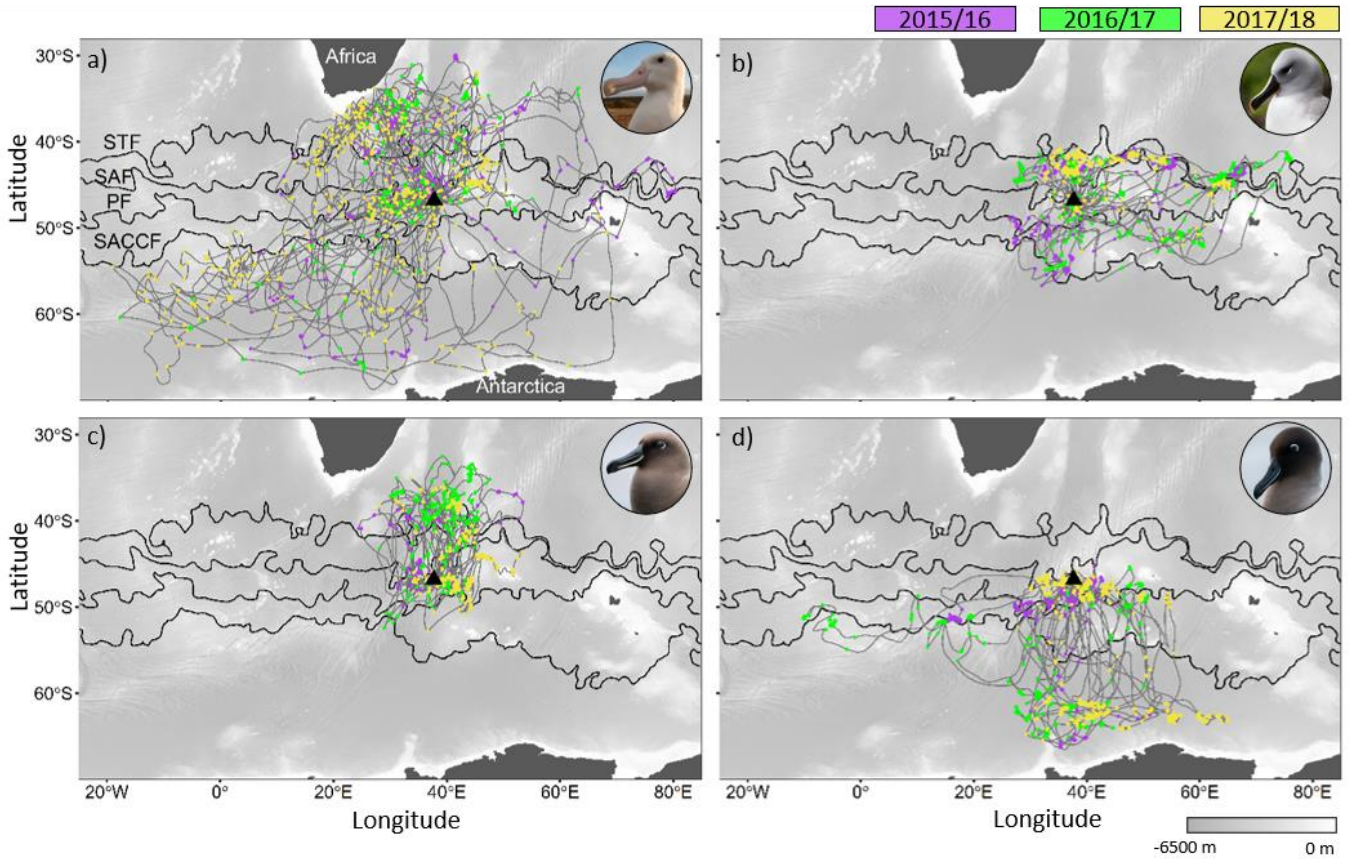 2015/16 2016/17 2017/18
a) Africa b)
30°S
40°S
50°S
60°S
Latitude
STF
SAF
PF
SACCF
Antarctica
c) d)
30°S
40°S
50°S
60°S
Latitude
20°W 0° 20°E 40°E 60°E 80°E 20°W 0° 20°E 40°E 60°E 80°E
Longitude Longitude
-6500 m 0 m